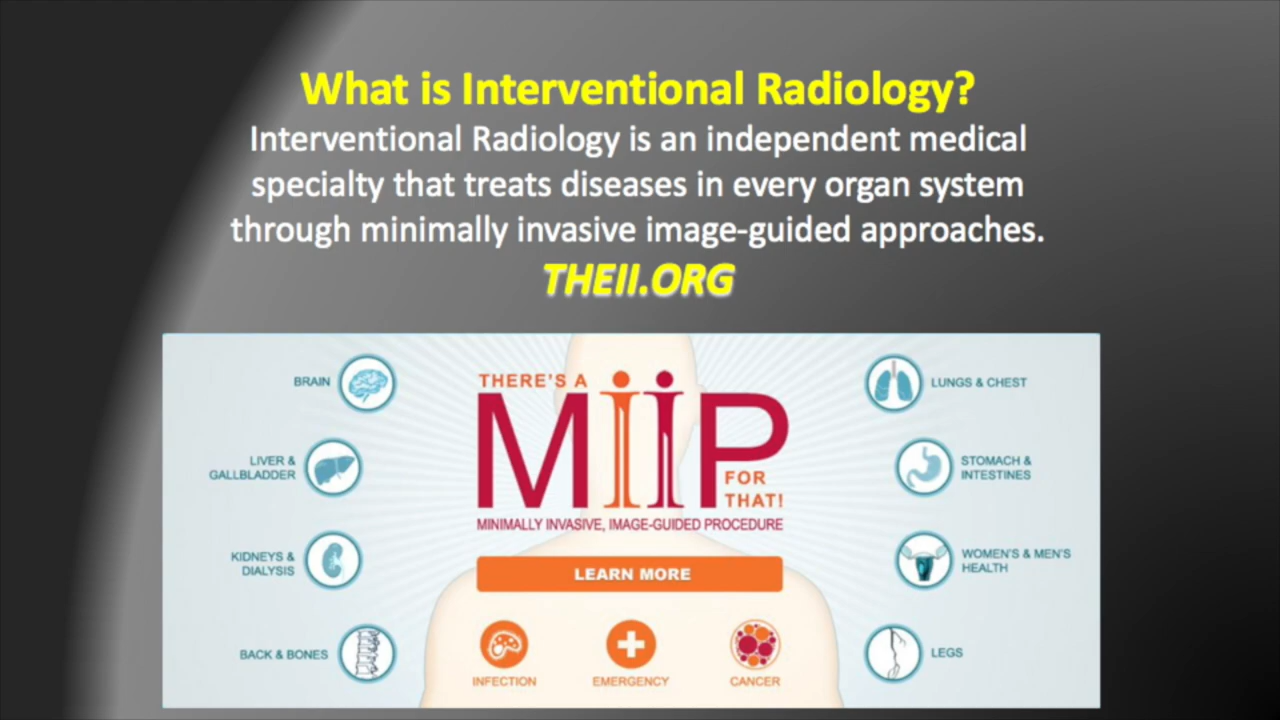 What is Interventional Radiology?
Interventional Radiology is an independent medical
specialty that treats diseases in every organ system
through minimally invasive image-guided approaches.
THEII.ORG
THERE'S A
MiiP
FOR
THAT!
MINIMALLY INVASIVE, IMAGE-GUIDED PROCEDURE
LEARN MORE
BRAIN
LIVER &
GALLBLADDER
KIDNEYS &
DIALYSIS
BACK & BONES
INFECTION
EMERGENCY
CANCER
LUNGS & CHEST
STOMACH &
INTESTINES
WOMEN'S & MEN'S
HEALTH
LEGS